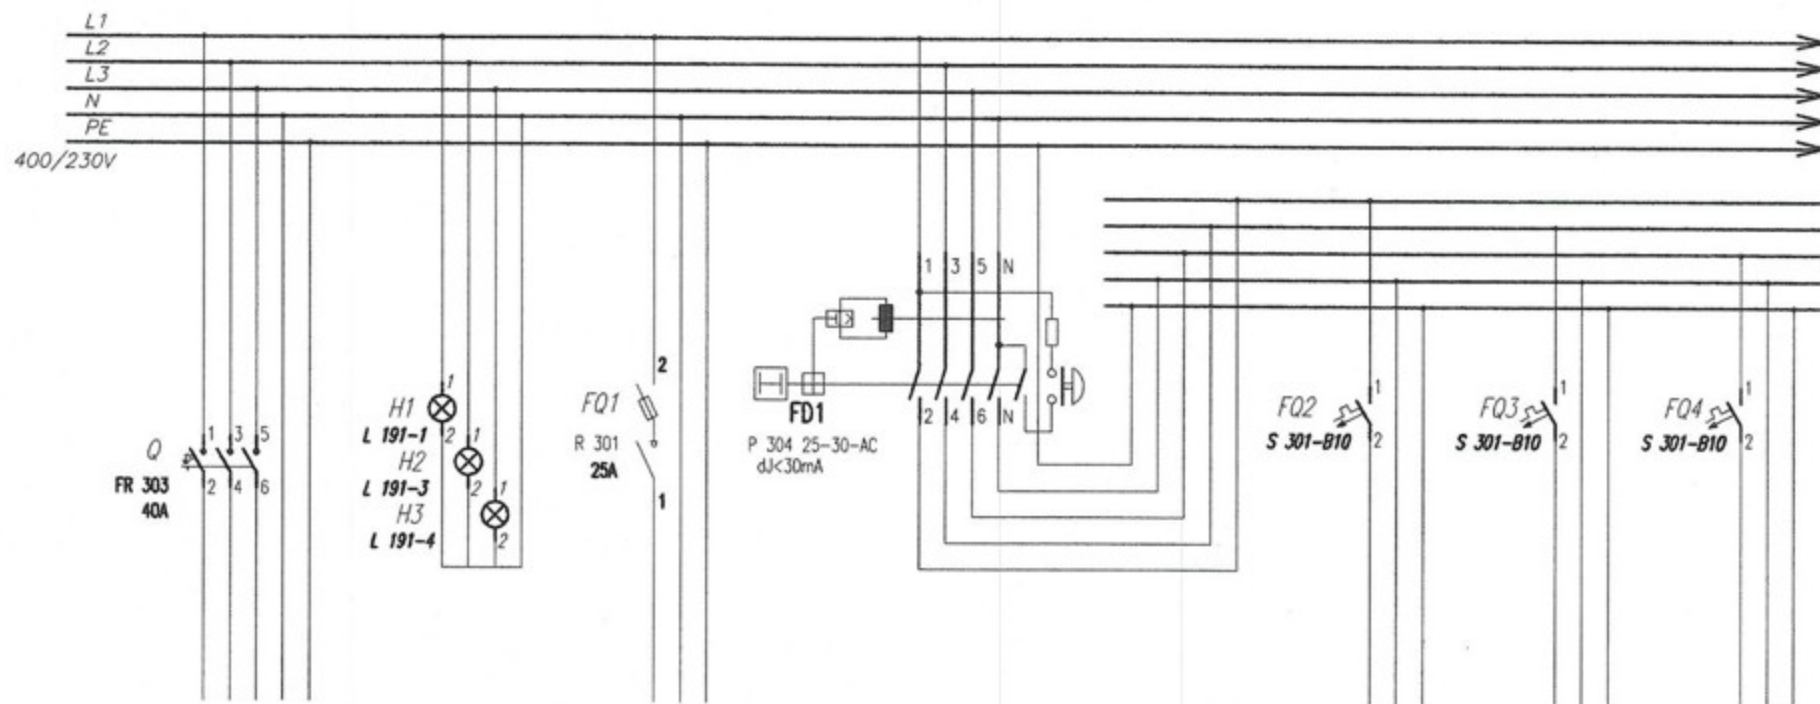 L1
L2
L3
N
PE
400/230V
1 3 5 N
2
1
H1
L 191-1
2 1
H2
L 191-3
2 1
H3
L 191-4
2
FQ1
R 301
25A
1
Q
1 3 5
FR 303
40A
2 4 6
FD1
P 304 25-30-AC
dJ<30mA
2 4 6 N
1
FQ2
S 301-B10
2
1
FQ3
S 301-B10
2
1
FQ4
S 301-B10
2